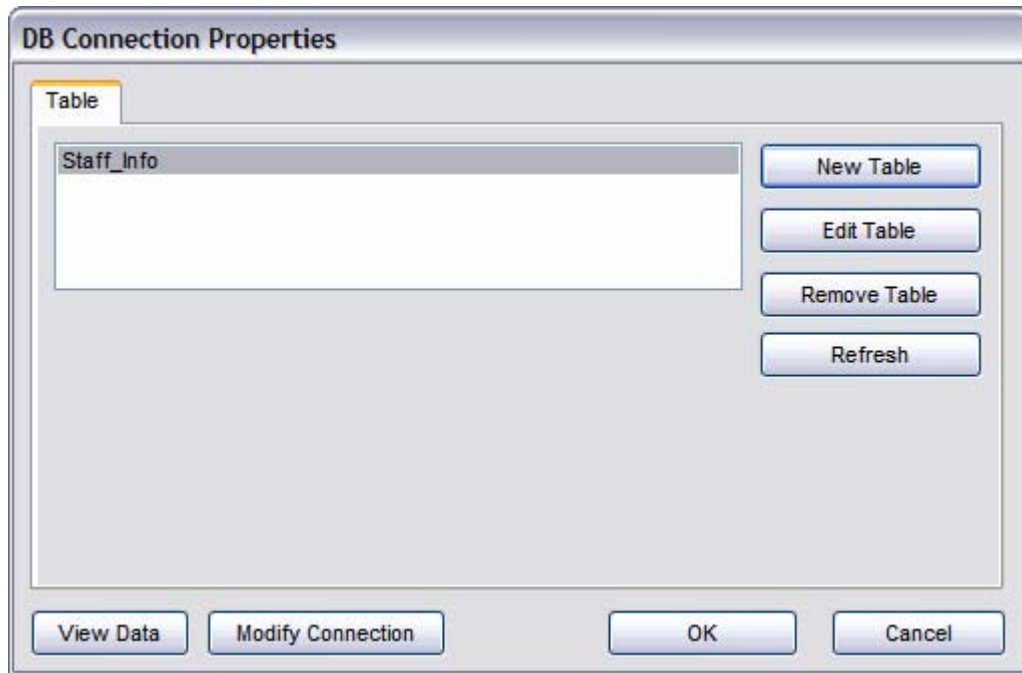 DB Connection Properties
Table
Staff_Info
New Table
Edit Table
Remove Table
Refresh
View Data
Modify Connection
OK
Cancel